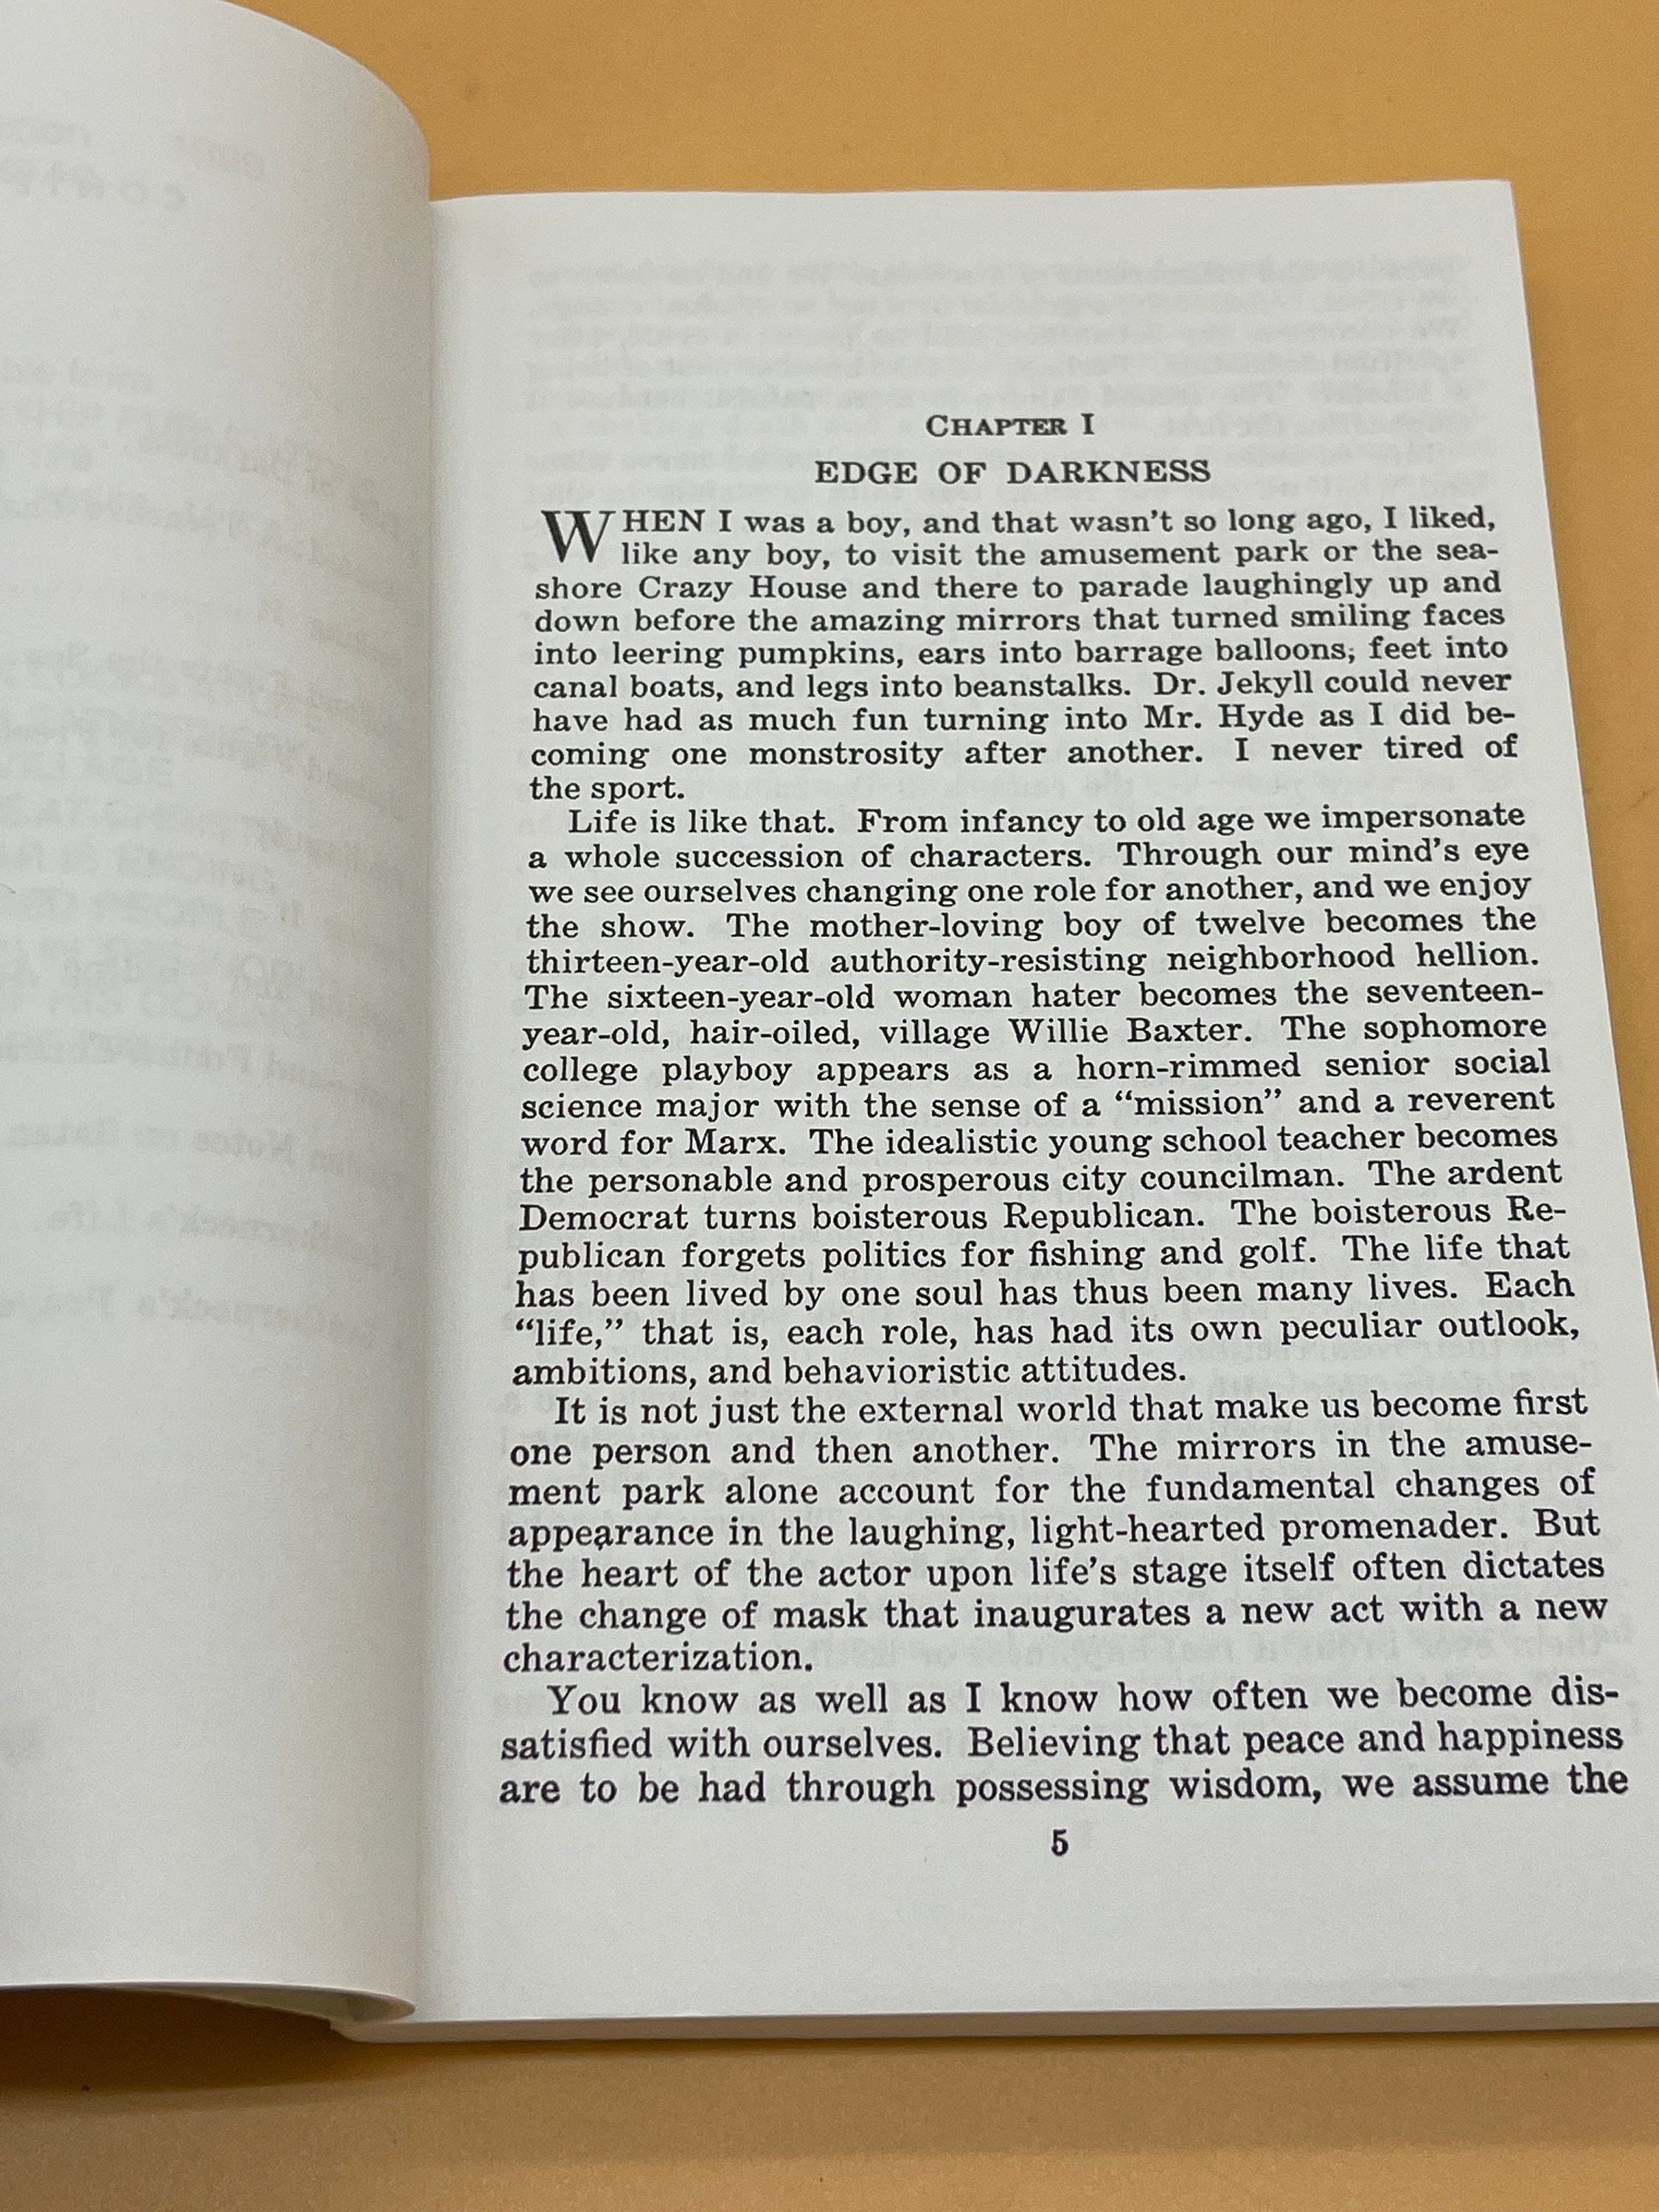 CHAPTER I
EDGE OF DARKNESS
WHEN I was a boy, and that wasn't so long ago, I liked,
like any boy, to visit the amusement park or the sea-
shore Crazy House and there to parade laughingly up and
down before the amazing mirrors that turned smiling faces
into leering pumpkins, ears into barrage balloons, feet into
canal boats, and legs into beanstalks. Dr. Jekyll could never
have had as much fun turning into Mr. Hyde as I did be-
coming one monstrosity after another. I never tired of
the sport.
Life is like that. From infancy to old age we impersonate
a whole succession of characters. Through our mind's eye
we see ourselves changing one role for another, and we enjoy
the show. The mother-loving boy of twelve becomes the
thirteen-year-old authority-resisting neighborhood hellion.
The sixteen-year-old woman hater becomes the seventeen-
year-old, hair-oiled, village Willie Baxter. The sophomore
college playboy appears as a horn-rimmed senior social
science major with the sense of a “mission” and a reverent
word for Marx. The idealistic young school teacher becomes
the personable and prosperous city councilman. The ardent
Democrat turns boisterous Republican. The boisterous Re-
publican forgets politics for fishing and golf. The life that
has been lived by one soul has thus been many lives. Each
“life,” that is, each role, has had its own peculiar outlook,
ambitions, and behavioristic attitudes.
It is not just the external world that make us become first
one person and then another. The mirrors in the amuse-
ment park alone account for the fundamental changes of
appearance in the laughing, light-hearted promenader. But
the heart of the actor upon life's stage itself often dictates
the change of mask that inaugurates a new act with a new
characterization.
You know as well as I know how often we become dis-
satisfied with ourselves. Believing that peace and happiness
are to be had through possessing wisdom, we assume the
5